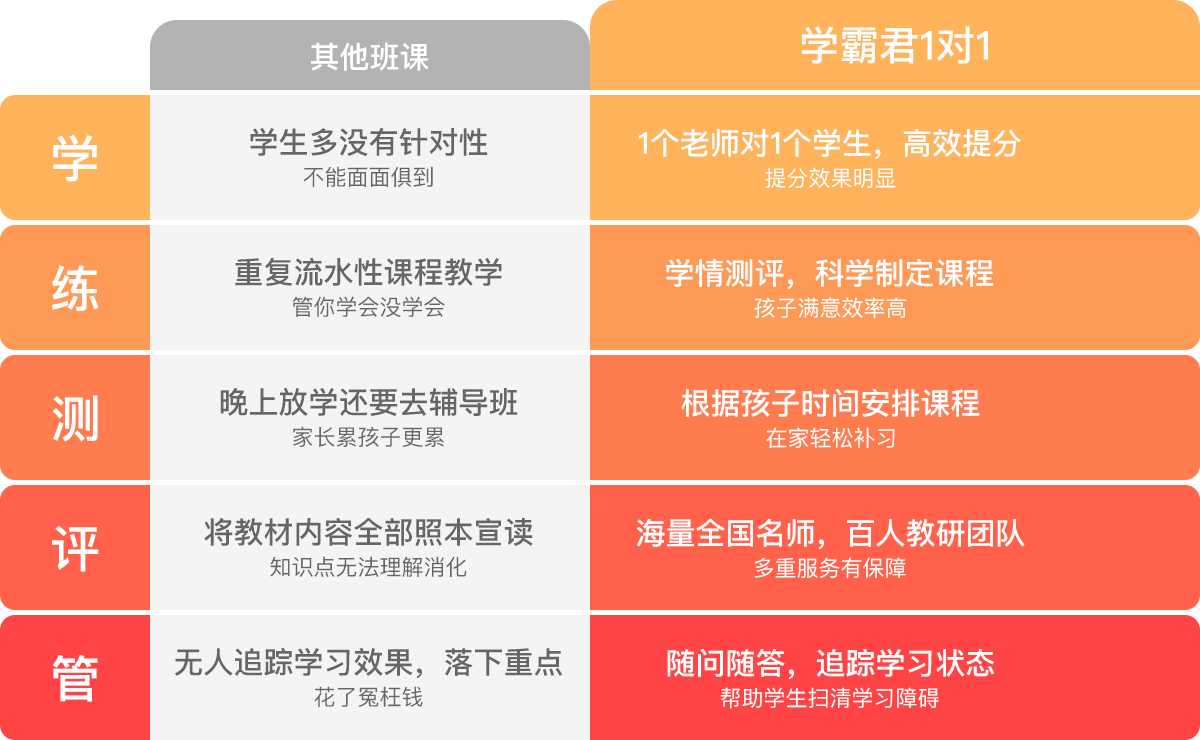 其他班课
学霸君1对1
学
学生多没有针对性
不能面面俱到
1个老师对1个学生，高效提分
提分效果明显
练
重复流水性课程教学
管你学会没学会
学情测评，科学制定课程
孩子满意效率高
测
晚上放学还要去辅导班
家长累孩子更累
根据孩子时间安排课程
在家轻松补习
评
将教材内容全部照本宣读
知识点无法理解消化
海量全国名师，百人教研团队
多重服务有保障
管
无人追踪学习效果，落下重点
花了冤枉钱
随问随答，追踪学习状态
帮助学生扫清学习障碍